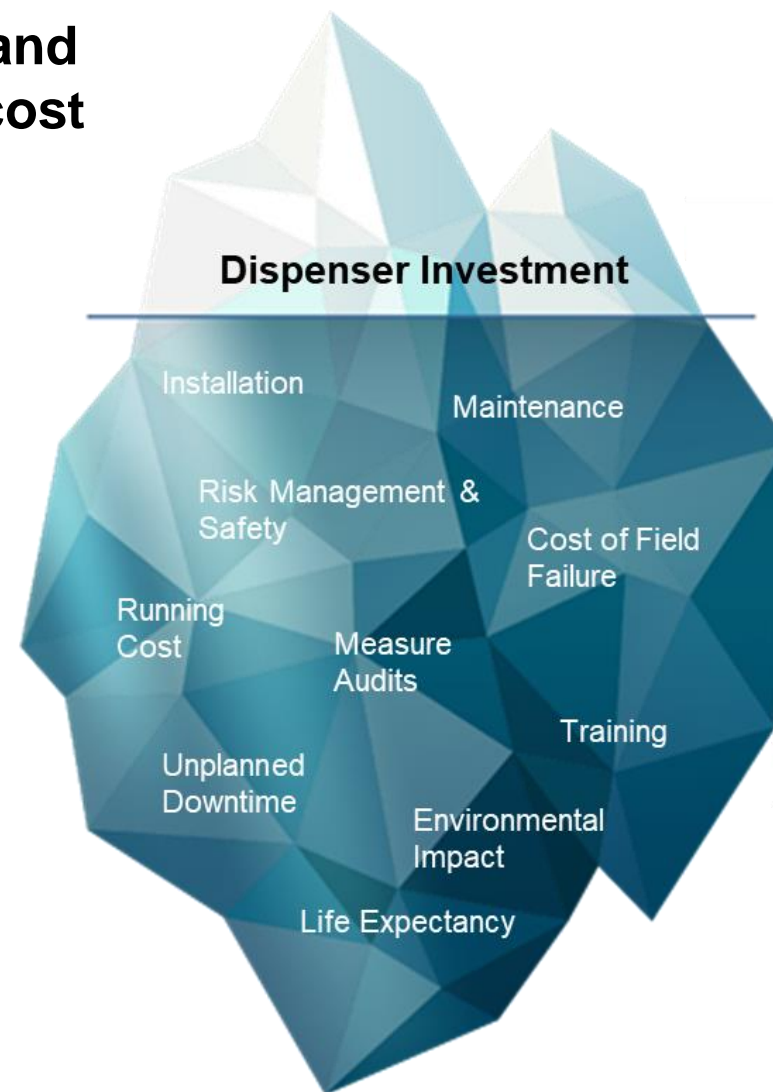 and
cost
Dispenser Investment
Installation
Maintenance
Risk Management &
Safety
Cost of Field
Failure
Running
Cost
Measure
Audits
Training
Unplanned
Downtime
Environmental
Impact
Life Expectancy